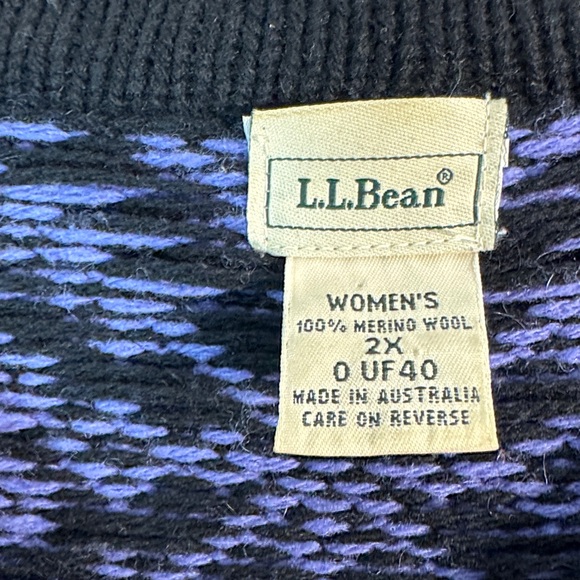 L.L.Bean®
WOMEN'S
100% MERINO WOOL
2X
0 UF40
MADE IN AUSTRALIA
CARE ON REVERSE